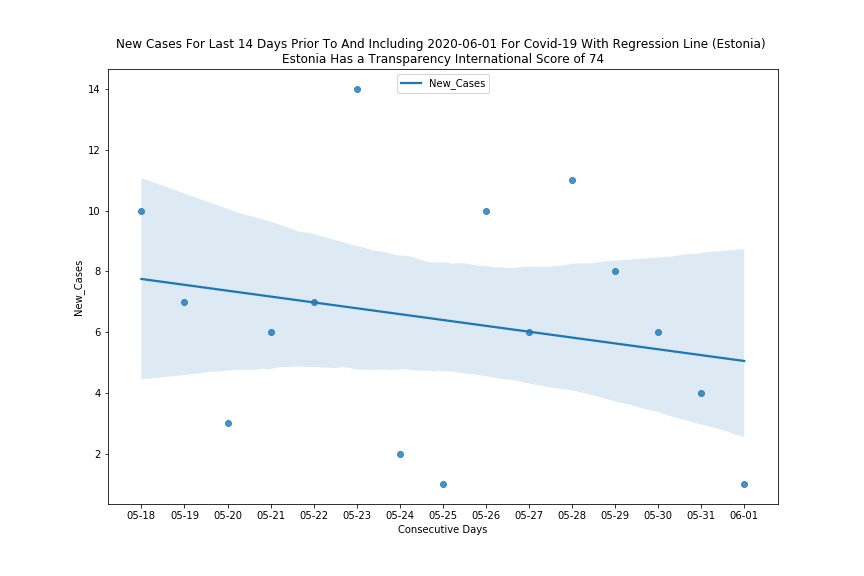 New Cases For Last 14 Days Prior To And Including 2020-06-01 For Covid-19 With Regression Line (Estonia)
Estonia Has a Transparency International Score of 74
New_Cases
14
12
10
8
6
4
2
New_Cases
05-18 05-19 05-20 05-21 05-22 05-23 05-24 05-25 05-26 05-27 05-28 05-29 05-30 05-31 06-01
Consecutive Days